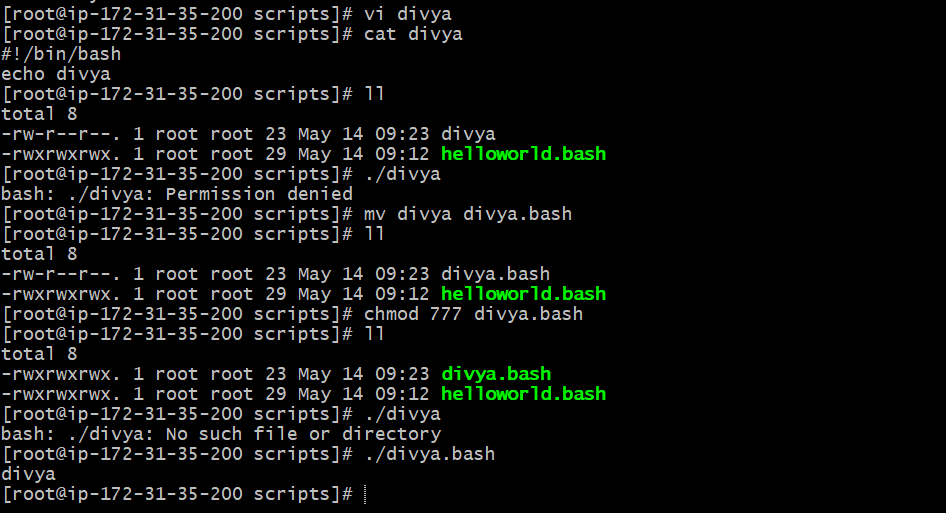 [root@ip-172-31-35-200 scripts]# vi divya
[root@ip-172-31-35-200 scripts]# cat divya
#!/bin/bash
echo divya
[root@ip-172-31-35-200 scripts]# ll
total 8
-rw-r--r--. 1 root root 23 May 14 09:23 divya
-rwxrwxrwx. 1 root root 29 May 14 09:12 helloworld.bash
[root@ip-172-31-35-200 scripts]# ./divya
bash: ./divya: Permission denied
[root@ip-172-31-35-200 scripts]# mv divya divya.bash
[root@ip-172-31-35-200 scripts]# ll
total 8
-rw-r--r--. 1 root root 23 May 14 09:23 divya.bash
-rwxrwxrwx. 1 root root 29 May 14 09:12 helloworld.bash
[root@ip-172-31-35-200 scripts]# chmod 777 divya.bash
[root@ip-172-31-35-200 scripts]# ll
total 8
-rwxrwxrwx. 1 root root 23 May 14 09:23 divya.bash
-rwxrwxrwx. 1 root root 29 May 14 09:12 helloworld.bash
[root@ip-172-31-35-200 scripts]# ./divya
bash: ./divya: No such file or directory
[root@ip-172-31-35-200 scripts]# ./divya.bash
divya
[root@ip-172-31-35-200 scripts]#